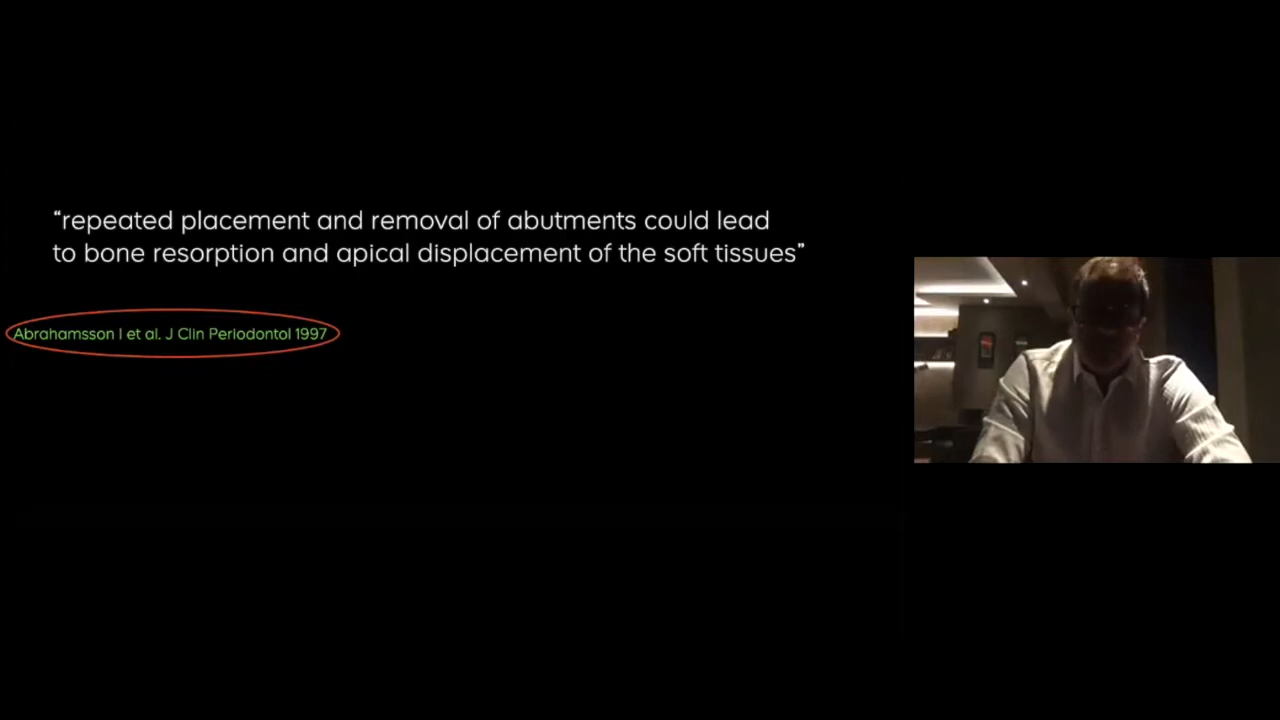 “repeated placement and removal of abutments could lead
to bone resorption and apical displacement of the soft tissues”
Abrahamsson I et al. J Clin Periodontol 1997